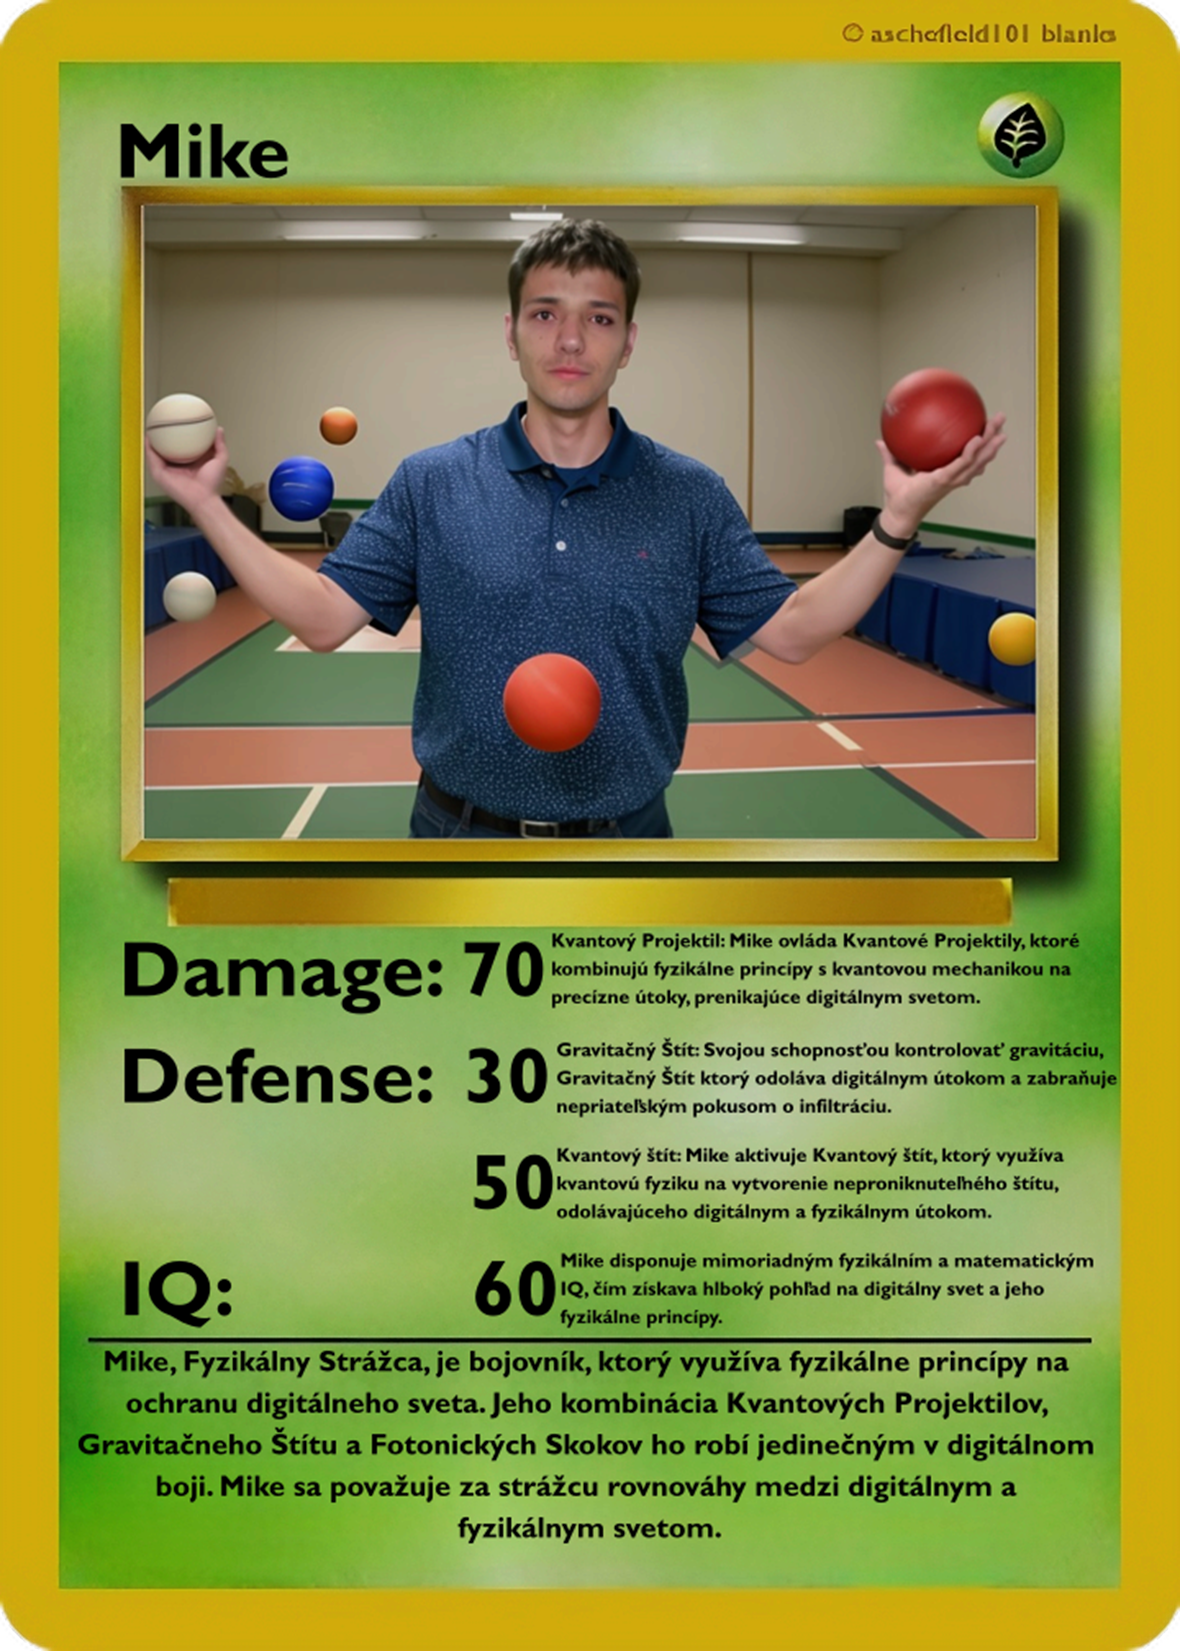 © aschefield101 blanks
Mike
Damage: 70
Kvantový Projektil: Mike ovláda Kvantové Projektily, ktoré
kombinujú fyzikálne princípy s kvantovou mechanikou na
precízne útoky, prenikajúce digitálnym svetom.
Defense: 30
Gravitačný Štít: Svojou schopnosťou kontrolovať gravitáciu,
Gravitačný Štít ktorý odoláva digitálnym útokom a zabraňuje
nepriateľským pokusom o infiltráciu.
50
Kvantový štít: Mike aktivuje Kvantový štít, ktorý využíva
kvantovú fyziku na vytvorenie neproniknuteľného štítu,
odolávajúceho digitálnym a fyzikálnym útokom.
IQ: 60
Mike disponuje mimoriadným fyzikálním a matematickým
IQ, čím získava hlboký pohľad na digitálny svet a jeho
fyzikálne princípy.
Mike, Fyzikálny Strážca, je bojovník, ktorý využíva fyzikálne princípy na
ochranu digitálneho sveta. Jeho kombinácia Kvantových Projektilov,
Gravitačneho Štítu a Fotonických Skokov ho robí jedinečným v digitálnom
boji. Mike sa považuje za strážcu rovnováhy medzi digitálnym a
fyzikálnym svetom.